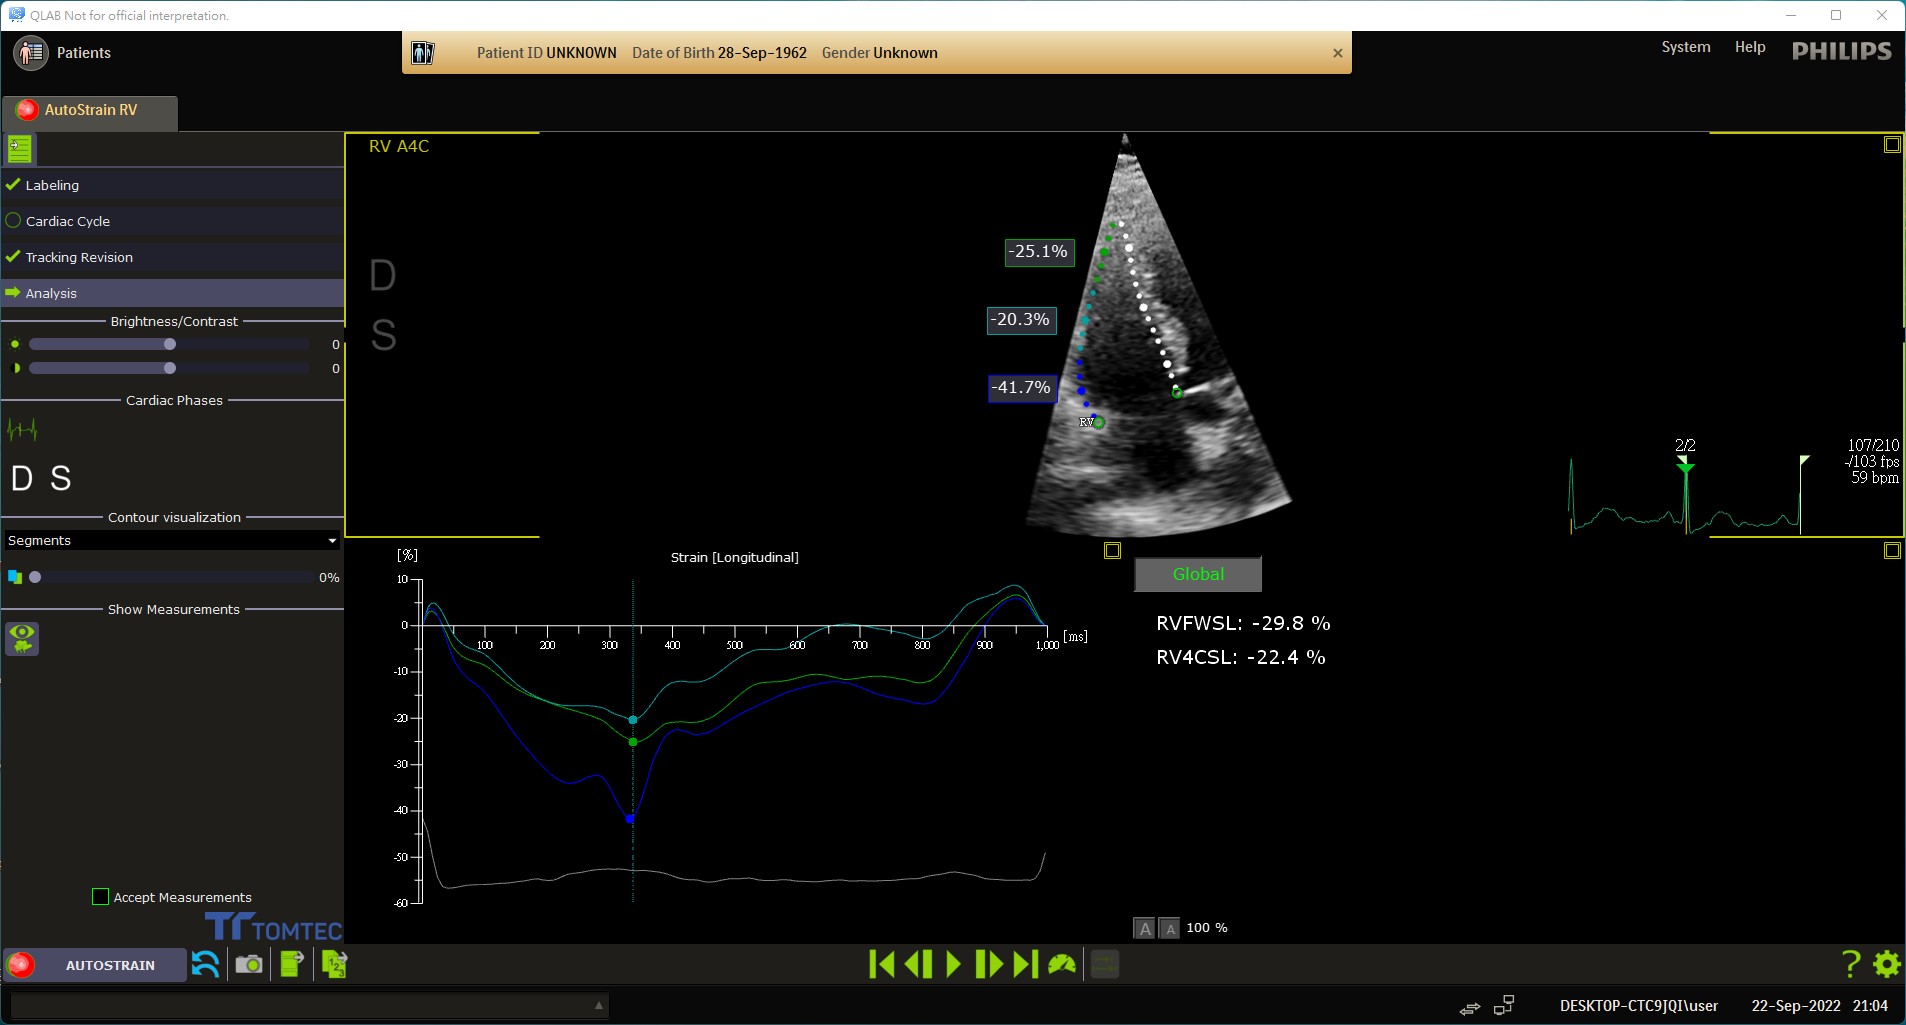 QLAB Not for official interpretation.
Patients
Patient ID UNKNOWN Date of Birth 28-Sep-1962 Gender Unknown
System Help PHILIPS
AutoStrain RV
Labeling
Cardiac Cycle
Tracking Revision
Analysis
Brightness/Contrast
0
0
Cardiac Phases
D S
Contour visualization
Segments
0%
Show Measurements
Accept Measurements
TOMTEC
RV A4C
D
S
-25.1%
-20.3%
-41.7%
RV
2/2
107/210
-/103 fps
59 bpm
[%]
Strain [Longitudinal]
10
0
-10
-20
-30
-40
-50
-60
100 200 300 400 500 600 700 800 900 1,000 [ms]
Global
RVFWSL: -29.8 %
RV4CSL: -22.4 %
A A 100 %
AUTOSTRAIN
1 2 3
?
DESKTOP-CTC9JQI\user 22-Sep-2022 21:04